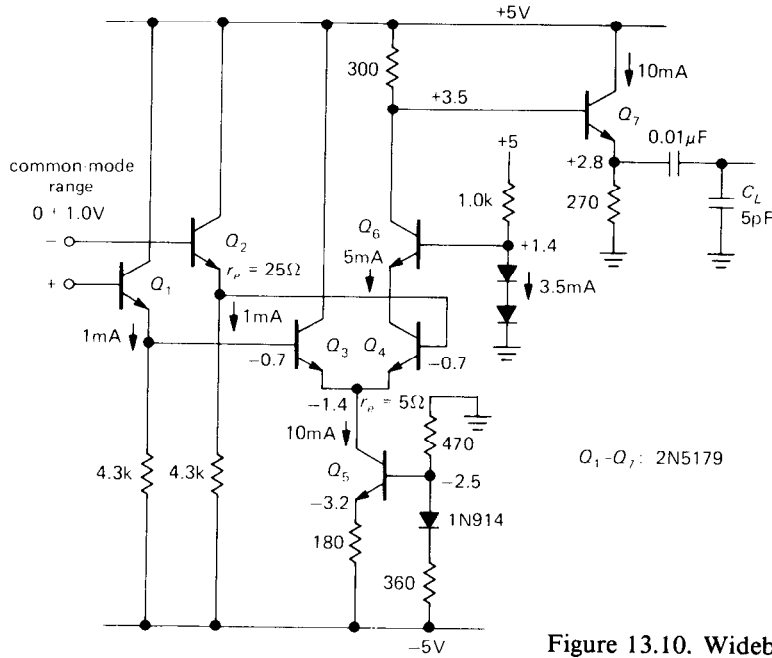 +5V
300
10mA
+3.5
Q7
0.01μF
+5
+2.8
common-mode
range
0 + 1.0V
1.0k
270
CL
5pF
−
Q2
Q6
+1.4
re = 25Ω
5mA
+
Q1
3.5mA
1mA
1mA
Q3
Q4
−0.7
−0.7
−1.4
re = 5Ω
10mA
470
4.3k
4.3k
Q5
−2.5
Q1-Q7: 2N5179
−3.2
1N914
180
360
−5V
Figure 13.10. Wideb